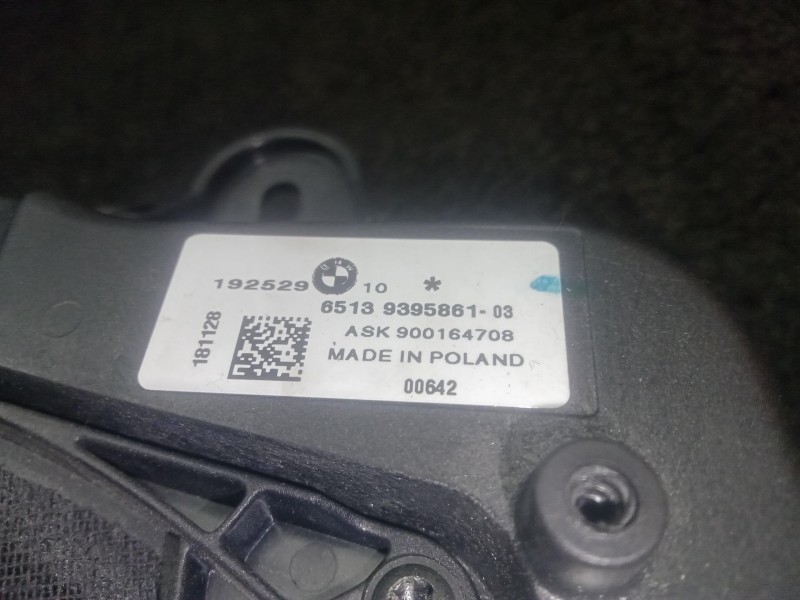 192529 10 *
6513 9395861-03
ASK 900164708
MADE IN POLAND
00642
181128